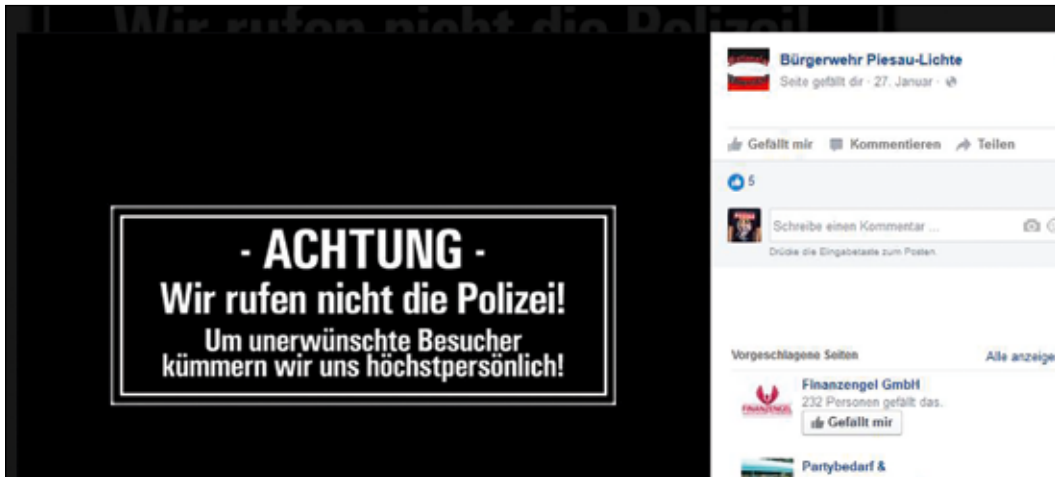 Wir rufen nicht die Polizei!
- ACHTUNG -
Wir rufen nicht die Polizei!
Um unerwünschte Besucher
kümmern wir uns höchstpersönlich!
Bürgerwehr Piesau-Lichte
Seite gefällt dir · 27. Januar ·
Gefällt mir Kommentieren Teilen
5
Schreibe einen Kommentar ...
Drücke die Eingabetaste zum Posten.
Vorgeschlagene Seiten Alle anzeige
Finanzengel GmbH
232 Personen gefällt das.
FINANZENGEL
Gefällt mir
Partybedarf &